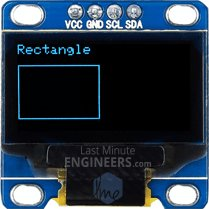 VCC GND SCL SDA
Rectangle
Last Minute
ENGINEERS.com